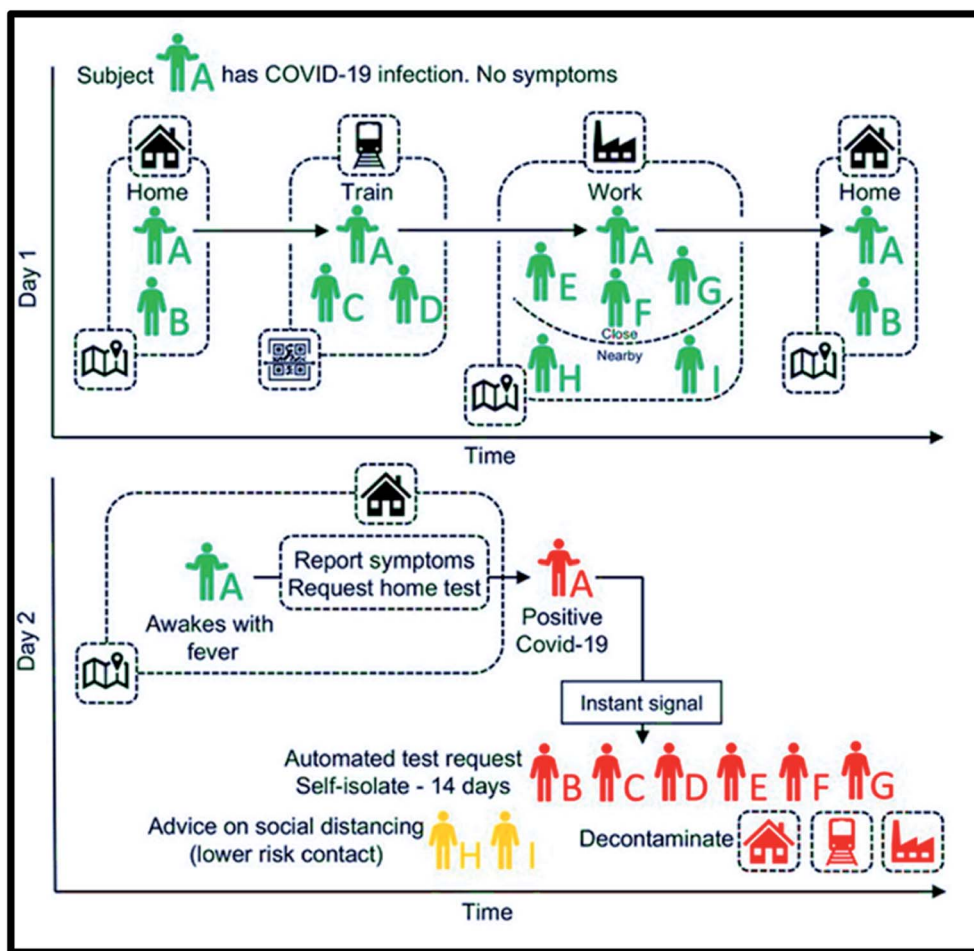 Subject A has COVID-19 infection. No symptoms
Home
Train
Work
Home
A
A
A
A
B
C
D
E
F
G
B
Close
Nearby
H
I
Day 1
Time
Report symptoms
Request home test
A
A
Awakes with
fever
Positive
Covid-19
Day 2
Instant signal
Automated test request
Self-isolate - 14 days
B
C
D
E
F
G
Advice on social distancing
(lower risk contact)
H
I
Decontaminate
Time